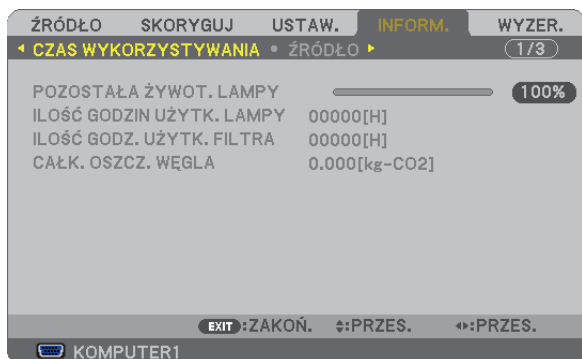 ŹRÓDŁO SKORYGUJ USTAW. INFORM. WYZER.
CZAS WYKORZYSTYWANIA • ŹRÓDŁO 1/3
POZOSTAŁA ŻYWOT. LAMPY 100%
ILOŚĆ GODZIN UŻYTK. LAMPY 00000[H]
ILOŚĆ GODZ. UŻYTK. FILTRA 00000[H]
CAŁK. OSZCZ. WĘGLA 0.000[kg-CO2]
EXIT :ZAKOŃ. :PRZES. :PRZES.
KOMPUTER1